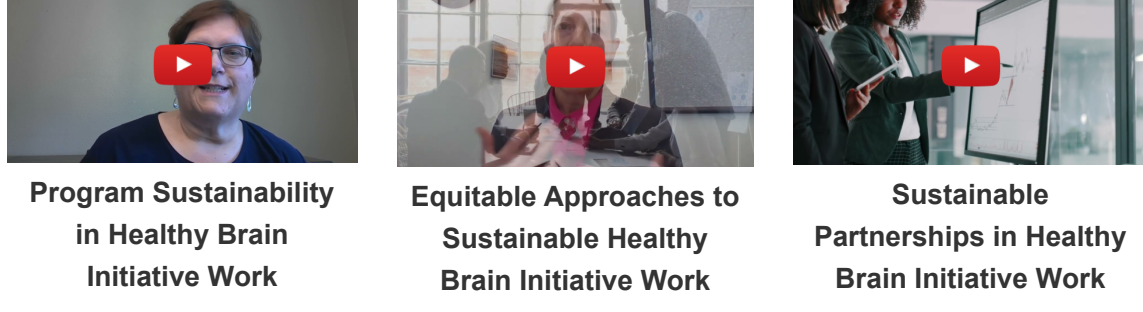 Program Sustainability
in Healthy Brain
Initiative Work
Equitable Approaches to
Sustainable Healthy
Brain Initiative Work
Sustainable
Partnerships in Healthy
Brain Initiative Work